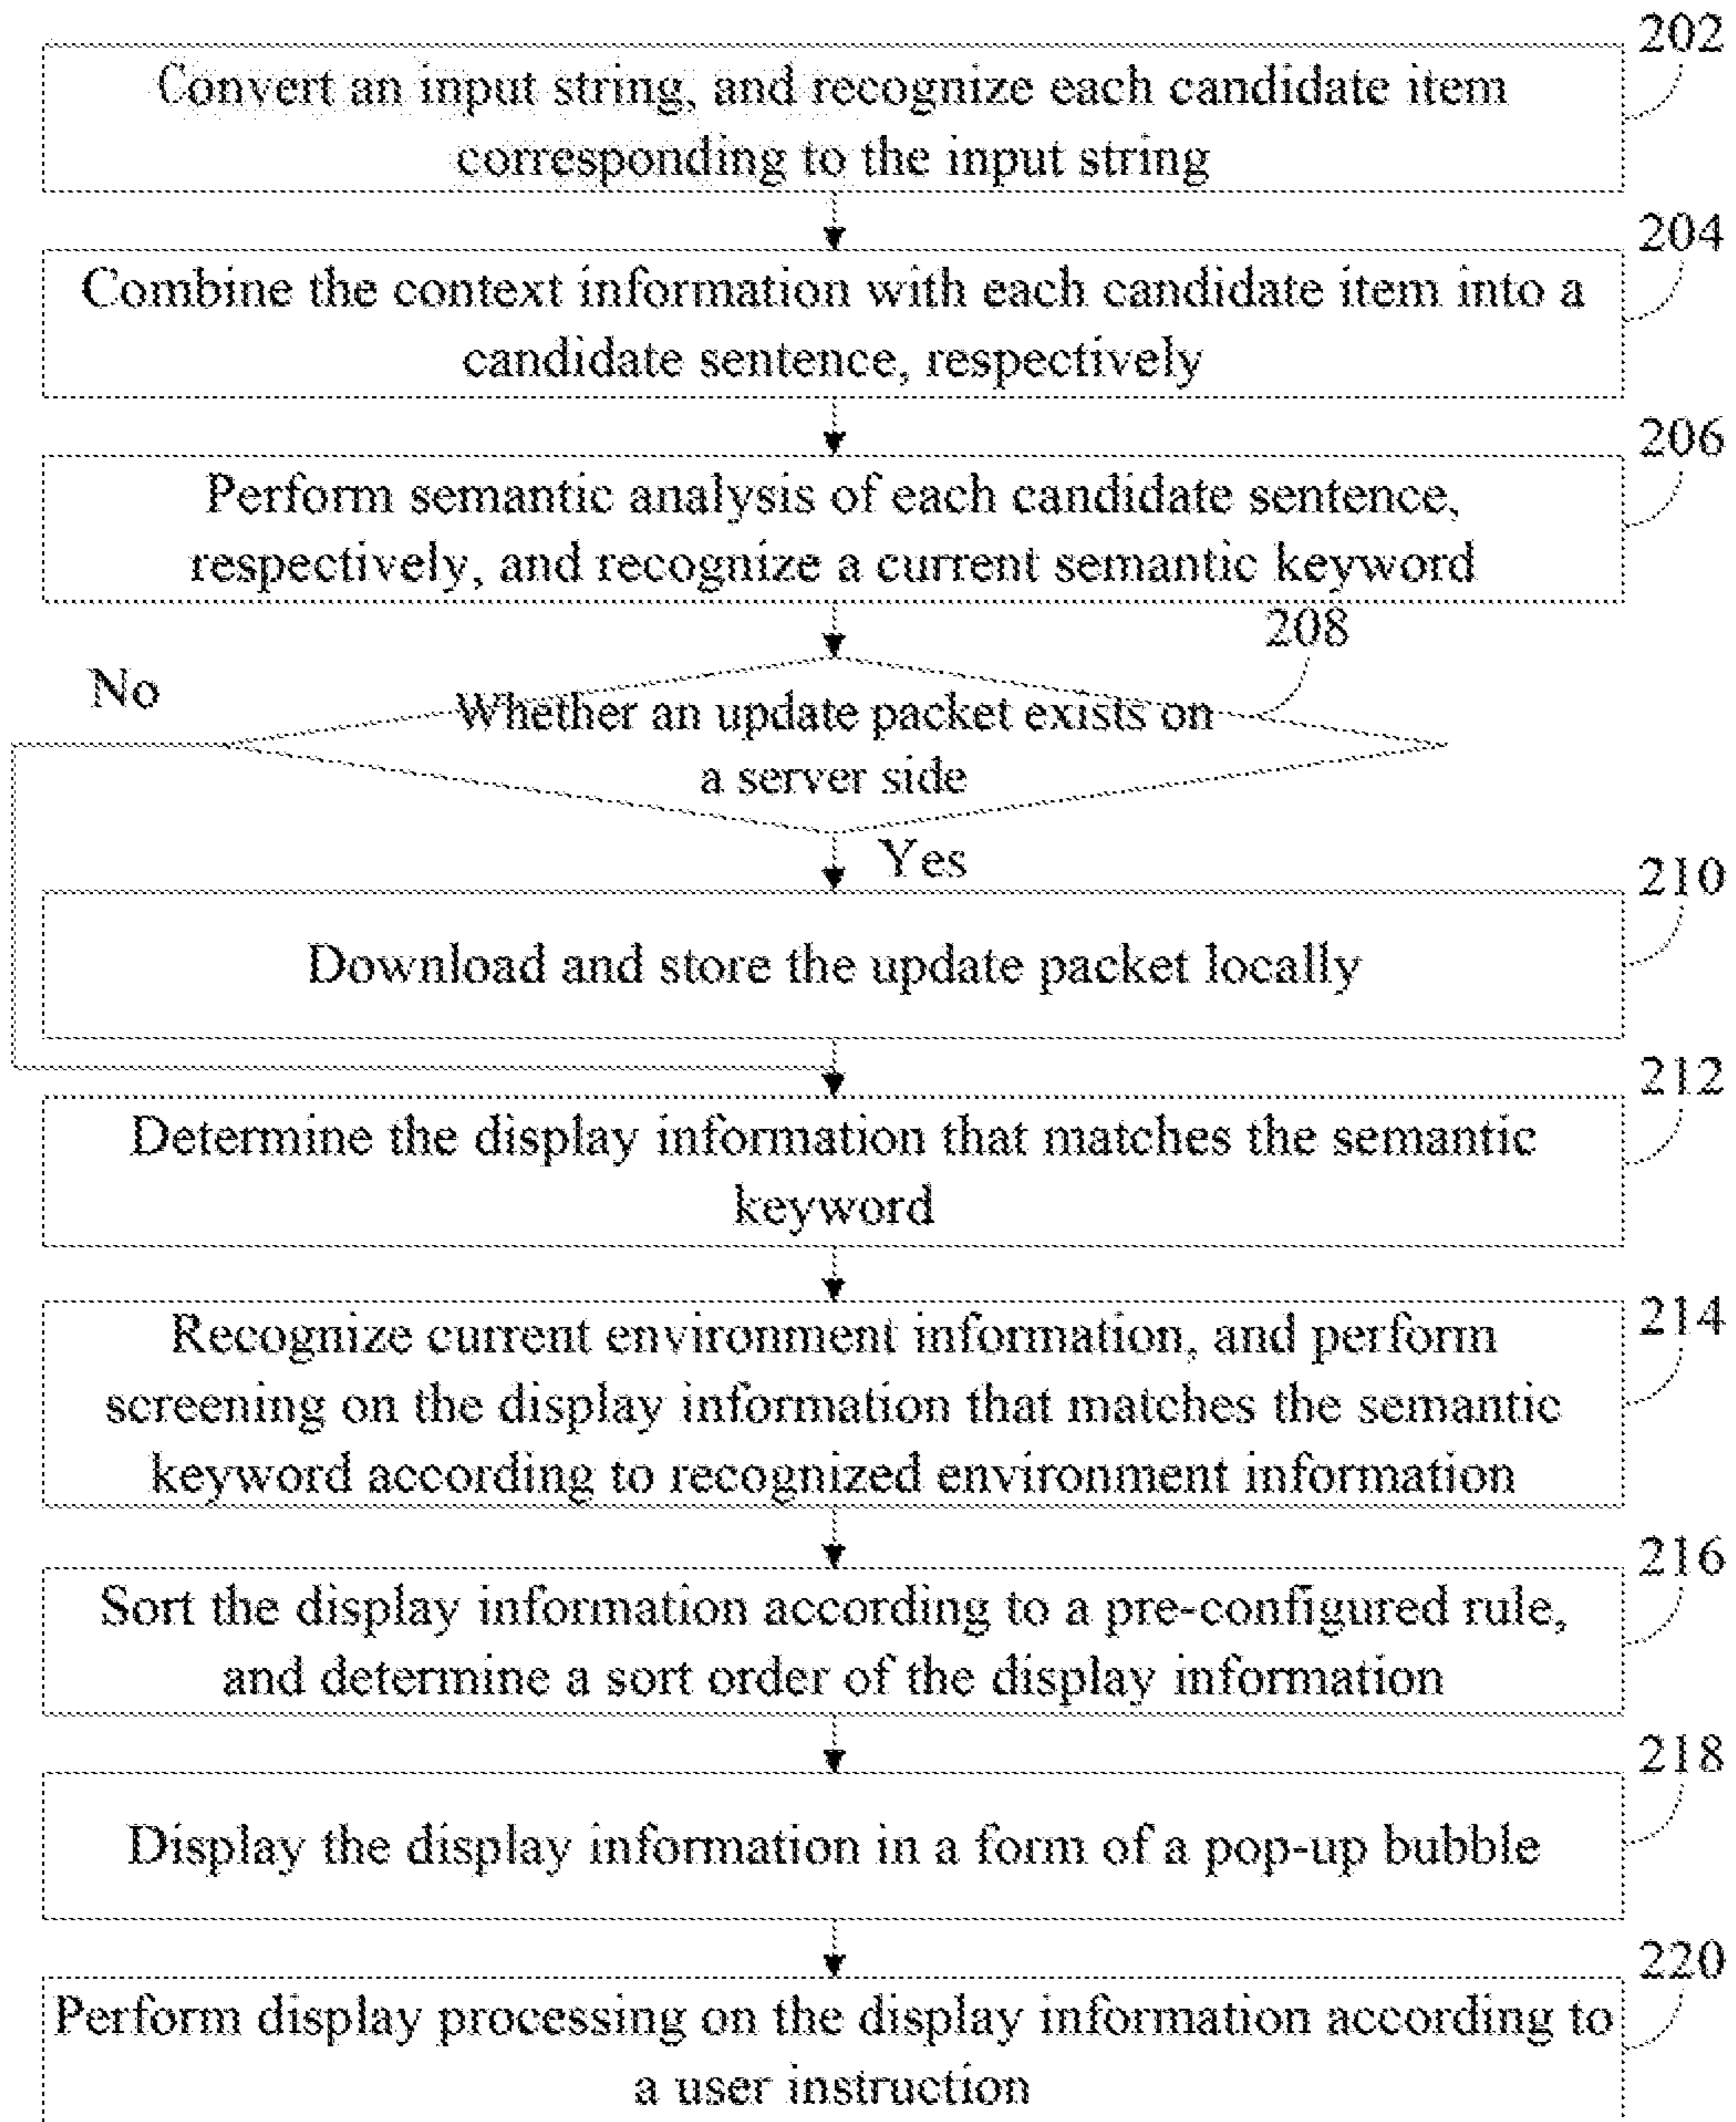 202
Convert an input string, and recognize each candidate item
corresponding to the input string
204
Combine the context information with each candidate item into a
candidate sentence, respectively
206
Perform semantic analysis of each candidate sentence,
respectively, and recognize a current semantic keyword
208
No
Whether an update packet exists on
a server side
Yes
210
Download and store the update packet locally
212
Determine the display information that matches the semantic
keyword
214
Recognize current environment information, and perform
screening on the display information that matches the semantic
keyword according to recognized environment information
216
Sort the display information according to a pre-configured rule,
and determine a sort order of the display information
218
Display the display information in a form of a pop-up bubble
220
Perform display processing on the display information according to
a user instruction